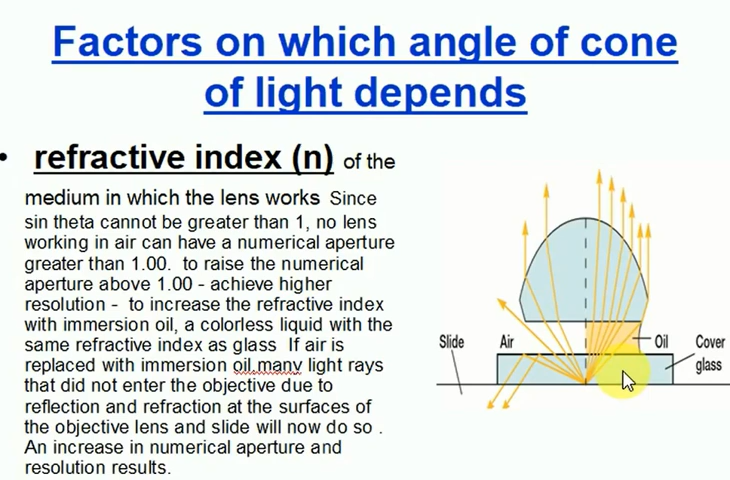 Factors on which angle of cone
of light depends
• refractive index (n) of the
medium in which the lens works Since
sin theta cannot be greater than 1, no lens
working in air can have a numerical aperture
greater than 1.00. to raise the numerical
aperture above 1.00 - achieve higher
resolution - to increase the refractive index
with immersion oil, a colorless liquid with the
same refractive index as glass If air is
replaced with immersion oil,many light rays
that did not enter the objective due to
reflection and refraction at the surfaces of
the objective lens and slide will now do so .
An increase in numerical aperture and
resolution results.
Slide Air Oil Cover
glass